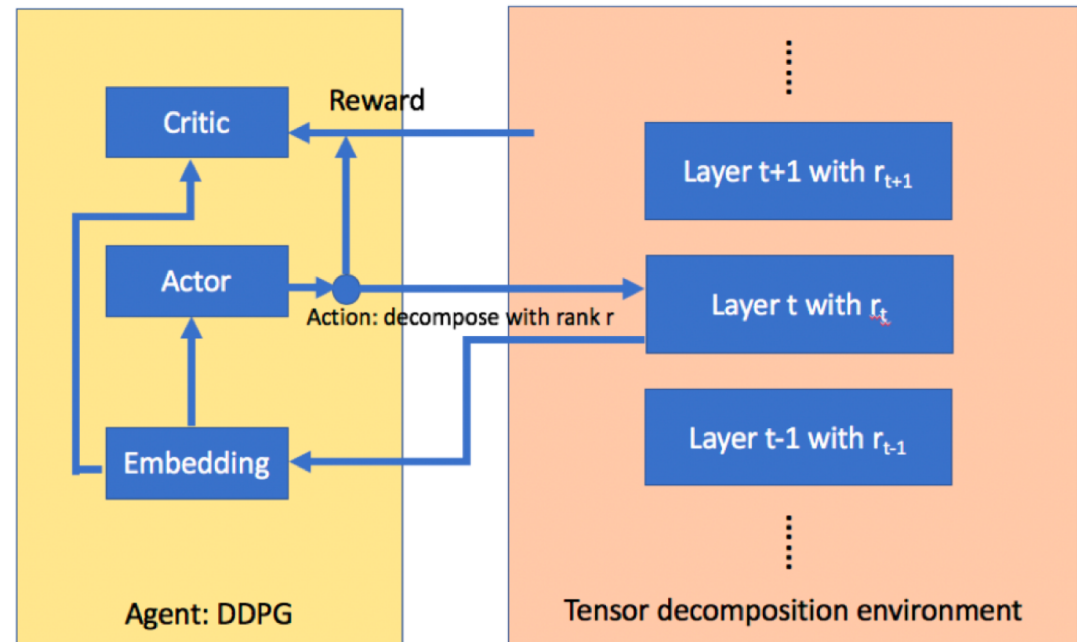 Critic
Reward
Actor
Action: decompose with rank r
Embedding
Agent: DDPG
Layer t+1 with rₜ₊₁
Layer t with rₜ
Layer t-1 with rₜ₋₁
Tensor decomposition environment